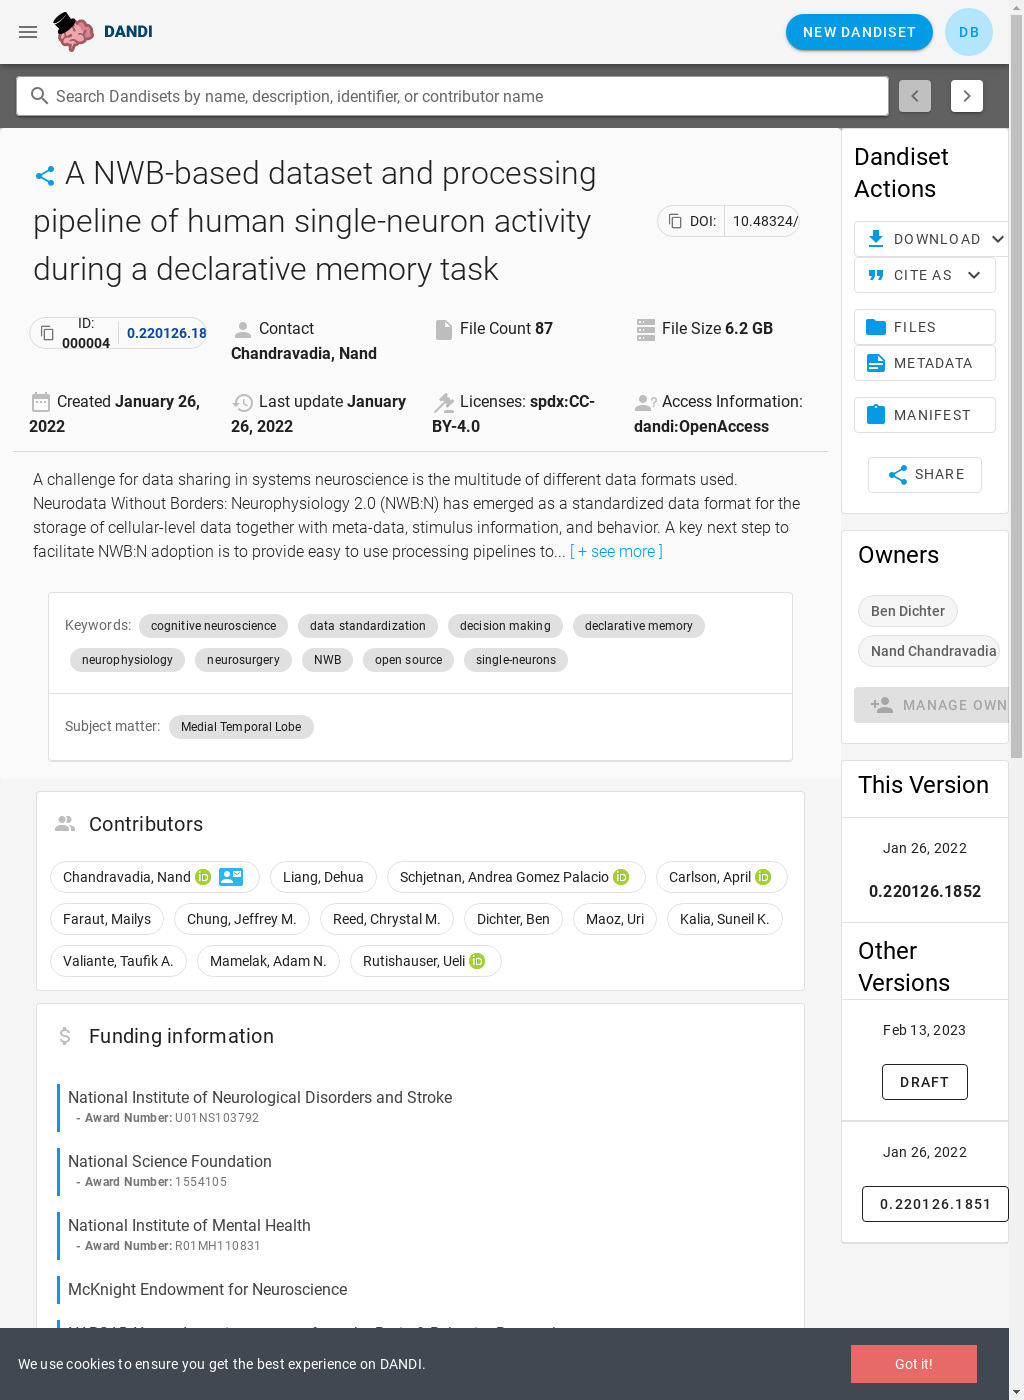 DANDI
NEW DANDISET
DB
Search Dandisets by name, description, identifier, or contributor name
A NWB-based dataset and processing
pipeline of human single-neuron activity
during a declarative memory task
DOI: 10.48324/
ID:
000004
0.220126.18
Contact
Chandravadia, Nand
File Count 87
File Size 6.2 GB
Created January 26,
2022
Last update January
26, 2022
Licenses: spdx:CC-
BY-4.0
Access Information:
dandi:OpenAccess
A challenge for data sharing in systems neuroscience is the multitude of different data formats used.
Neurodata Without Borders: Neurophysiology 2.0 (NWB:N) has emerged as a standardized data format for the
storage of cellular-level data together with meta-data, stimulus information, and behavior. A key next step to
facilitate NWB:N adoption is to provide easy to use processing pipelines to... [ + see more ]
Keywords: cognitive neuroscience data standardization decision making declarative memory
neurophysiology neurosurgery NWB open source single-neurons
Subject matter: Medial Temporal Lobe
Contributors
Chandravadia, Nand iD Liang, Dehua Schjetnan, Andrea Gomez Palacio iD Carlson, April iD
Faraut, Mailys Chung, Jeffrey M. Reed, Chrystal M. Dichter, Ben Maoz, Uri Kalia, Suneil K.
Valiante, Taufik A. Mamelak, Adam N. Rutishauser, Ueli iD
Funding information
National Institute of Neurological Disorders and Stroke
- Award Number: U01NS103792
National Science Foundation
- Award Number: 1554105
National Institute of Mental Health
- Award Number: R01MH110831
McKnight Endowment for Neuroscience
Dandiset
Actions
DOWNLOAD
CITE AS
FILES
METADATA
MANIFEST
SHARE
Owners
Ben Dichter
Nand Chandravadia
MANAGE OWN
This Version
Jan 26, 2022
0.220126.1852
Other
Versions
Feb 13, 2023
DRAFT
Jan 26, 2022
0.220126.1851
We use cookies to ensure you get the best experience on DANDI.
Got it!